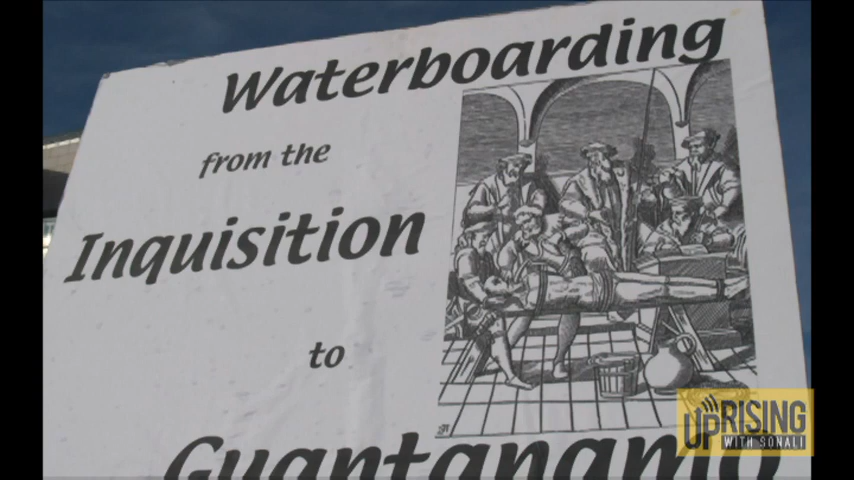 Waterboarding
from the
Inquisition
to
Guantanamo
UPRISING
WITH SONALI